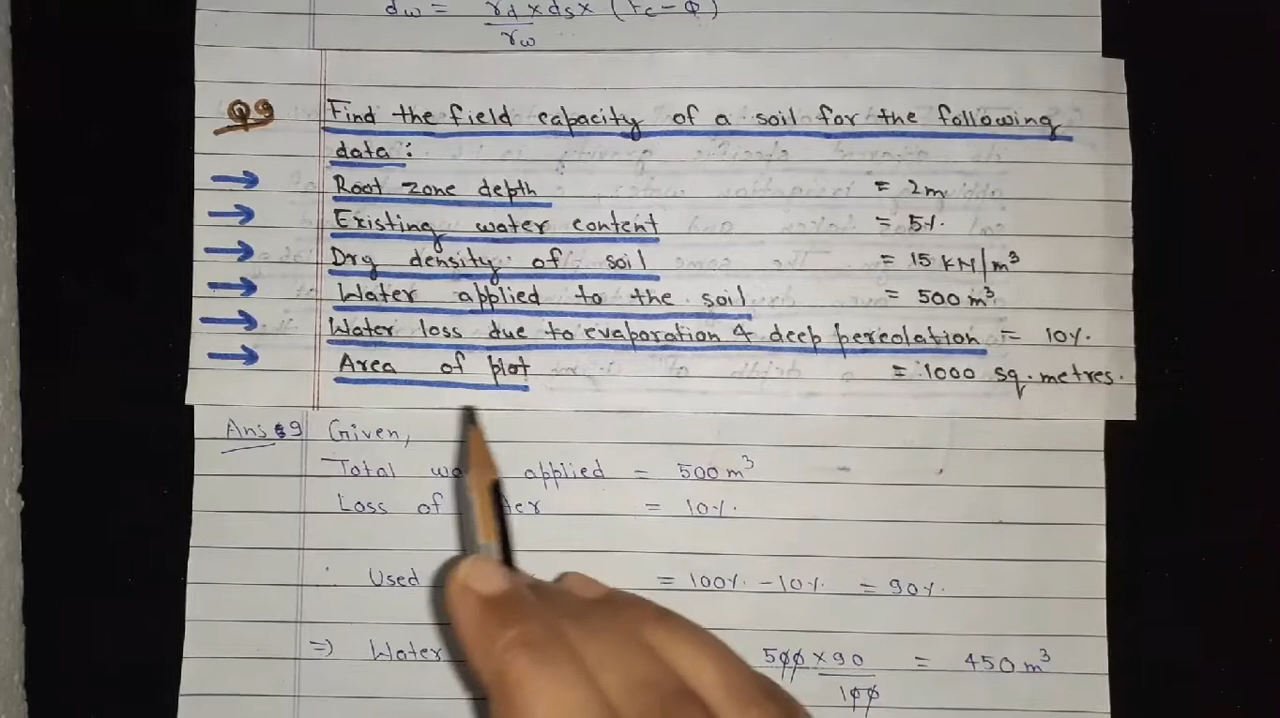 dw = γd x ds x (Fc - Φ)
γw
Q9 Find the field capacity of a soil for the following
data:
→ Root zone depth = 2m
→ Existing water content = 5%.
→ Dry density of soil = 15 KN/m³
→ Water applied to the soil = 500 m³
→ Water loss due to evaporation & deep percolation = 10%.
→ Area of plot = 1000 sq. metres.
Ans 9 Given,
Total applied = 500 m³
Loss of = 10%.
∴ Used = 100% - 10% = 90%.
⇒ Water 500 x 90 = 450 m³
100